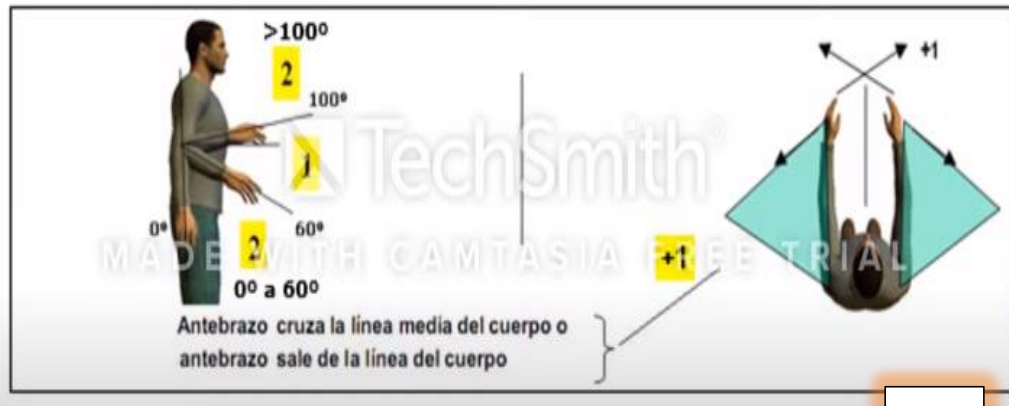 >100º
2
100º
1
60º
0º
2
0º a 60º
+1
+1
TechSmith®
MADE WITH CAMTASIA FREE TRIAL
Antebrazo cruza la línea media del cuerpo o
antebrazo sale de la línea del cuerpo